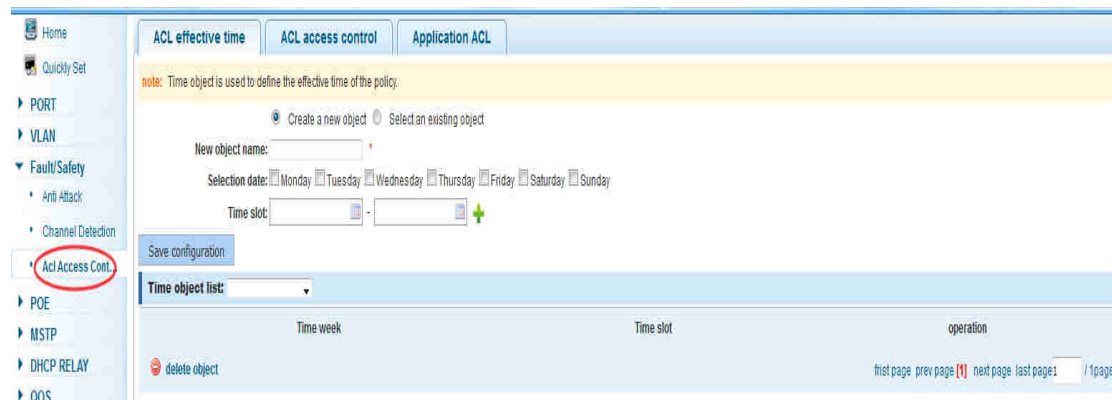 Home
Quickly Set
PORT
VLAN
Fault/Safety
Anti Attack
Channel Detection
Acl Access Cont...
POE
MSTP
DHCP RELAY
QOS
ACL effective time
ACL access control
Application ACL
note: Time object is used to define the effective time of the policy.
Create a new object Select an existing object
New object name: *
Selection date: Monday Tuesday Wednesday Thursday Friday Saturday Sunday
Time slot: -
Save configuration
Time object list:
Time week Time slot operation
delete object
frist page prev page [1] next page last page 1 / 1page